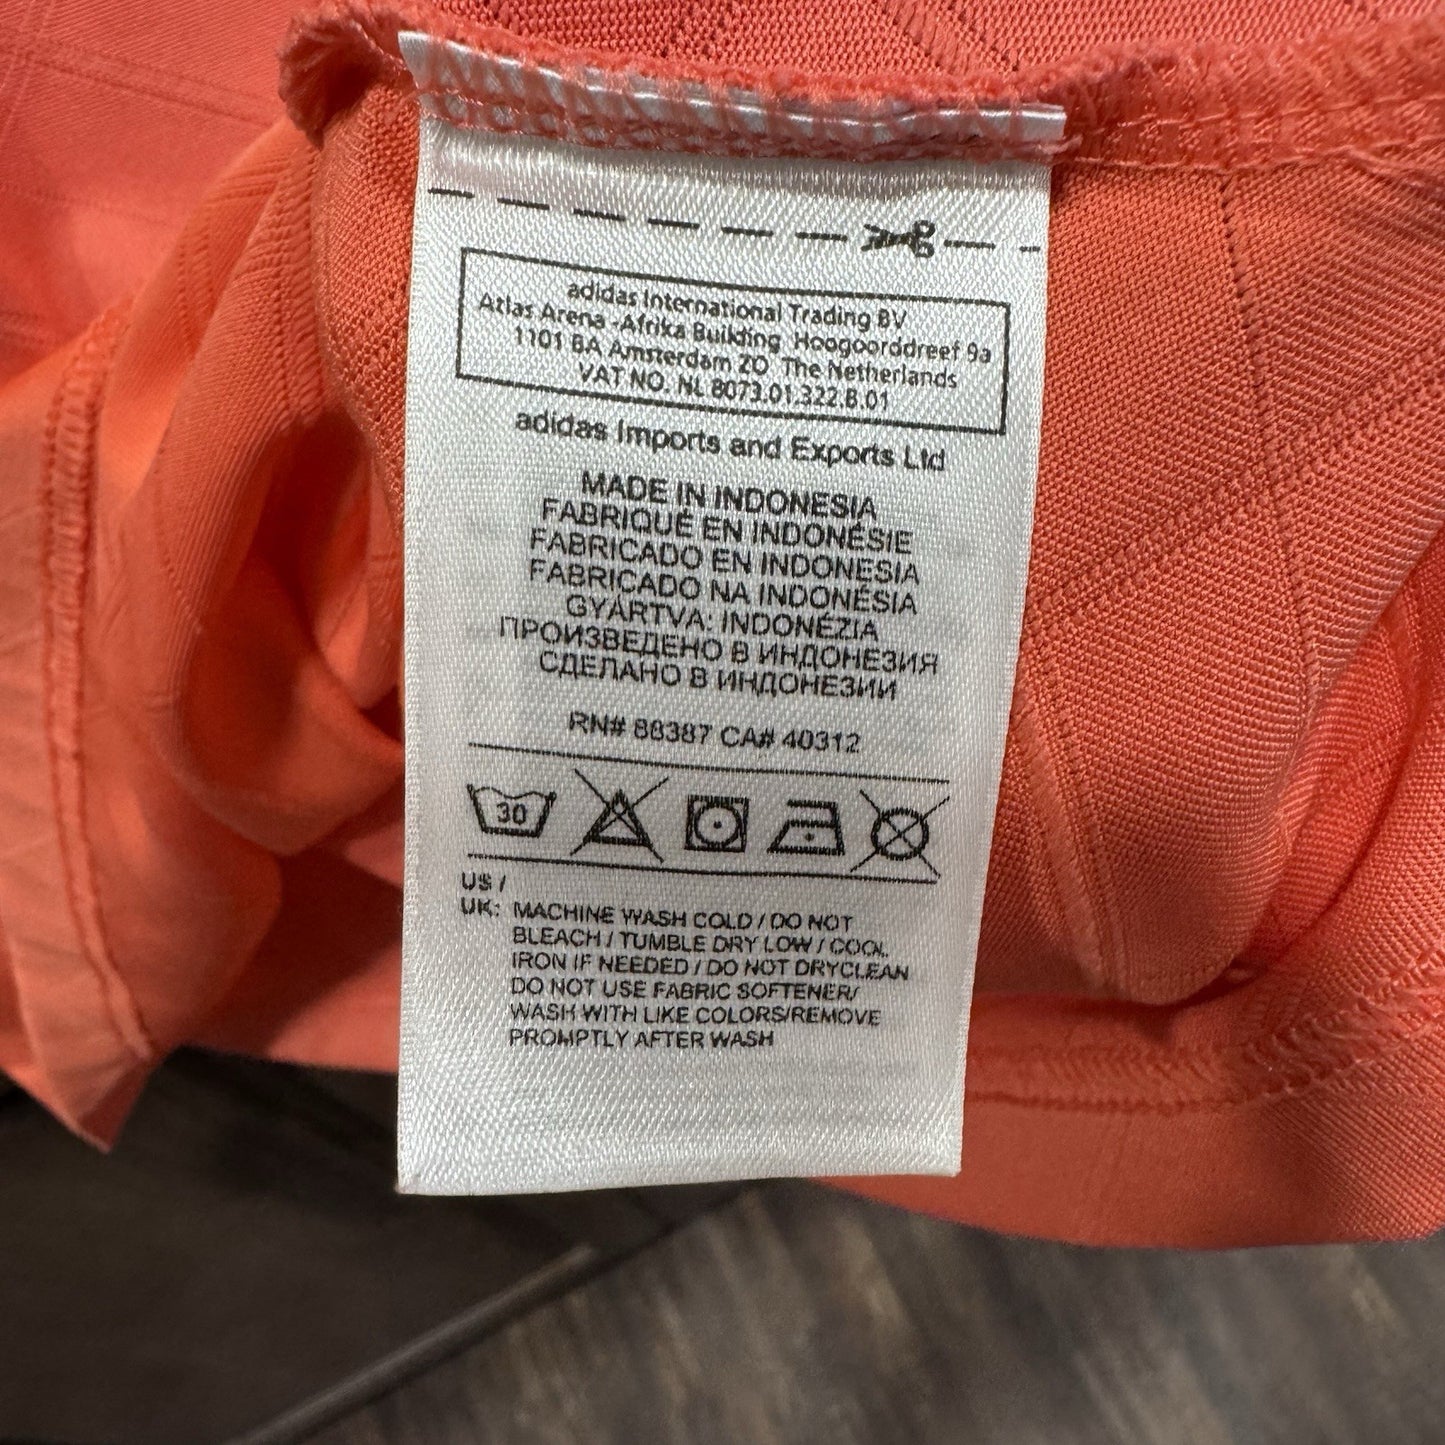 adidas International Trading BV
Atlas Arena -Afrika Building Hoogoorddreef 9a
1101 BA Amsterdam ZO The Netherlands
VAT NO. NL 8073.01.322.B.01
adidas Imports and Exports Ltd
MADE IN INDONESIA
FABRIQUÉ EN INDONÉSIE
FABRICADO EN INDONESIA
FABRICADO NA INDONÉSIA
GYÁRTVA: INDONÉZIA
ПРОИЗВЕДЕНО В ИНДОНЕЗИЯ
СДЕЛАНО В ИНДОНЕЗИИ
RN# 88387 CA# 40312
30
US /
UK: MACHINE WASH COLD / DO NOT
BLEACH / TUMBLE DRY LOW / COOL
IRON IF NEEDED / DO NOT DRYCLEAN
DO NOT USE FABRIC SOFTENER/
WASH WITH LIKE COLORS/REMOVE
PROMPTLY AFTER WASH